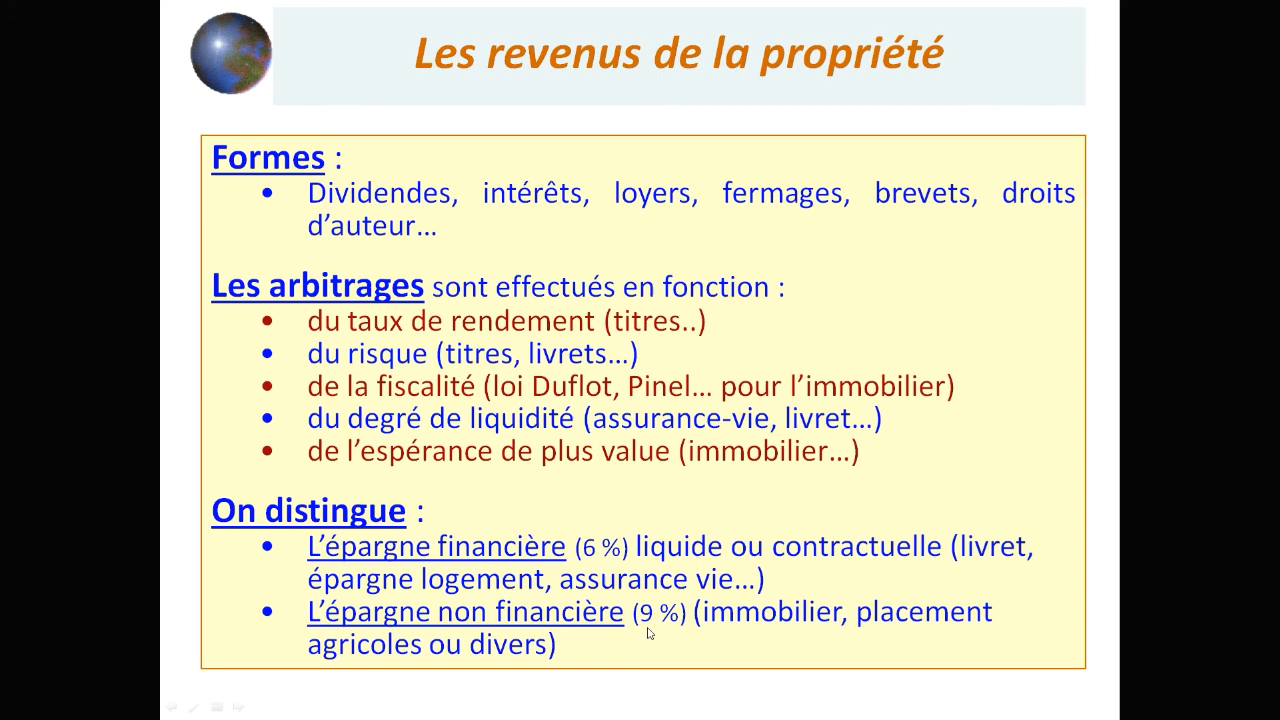 Les revenus de la propriété
Formes :
• Dividendes, intérêts, loyers, fermages, brevets, droits
d’auteur…
Les arbitrages sont effectués en fonction :
• du taux de rendement (titres..)
• du risque (titres, livrets…)
• de la fiscalité (loi Duflot, Pinel… pour l’immobilier)
• du degré de liquidité (assurance-vie, livret…)
• de l’espérance de plus value (immobilier…)
On distingue :
• L’épargne financière (6 %) liquide ou contractuelle (livret,
épargne logement, assurance vie…)
• L’épargne non financière (9 %) (immobilier, placement
agricoles ou divers)